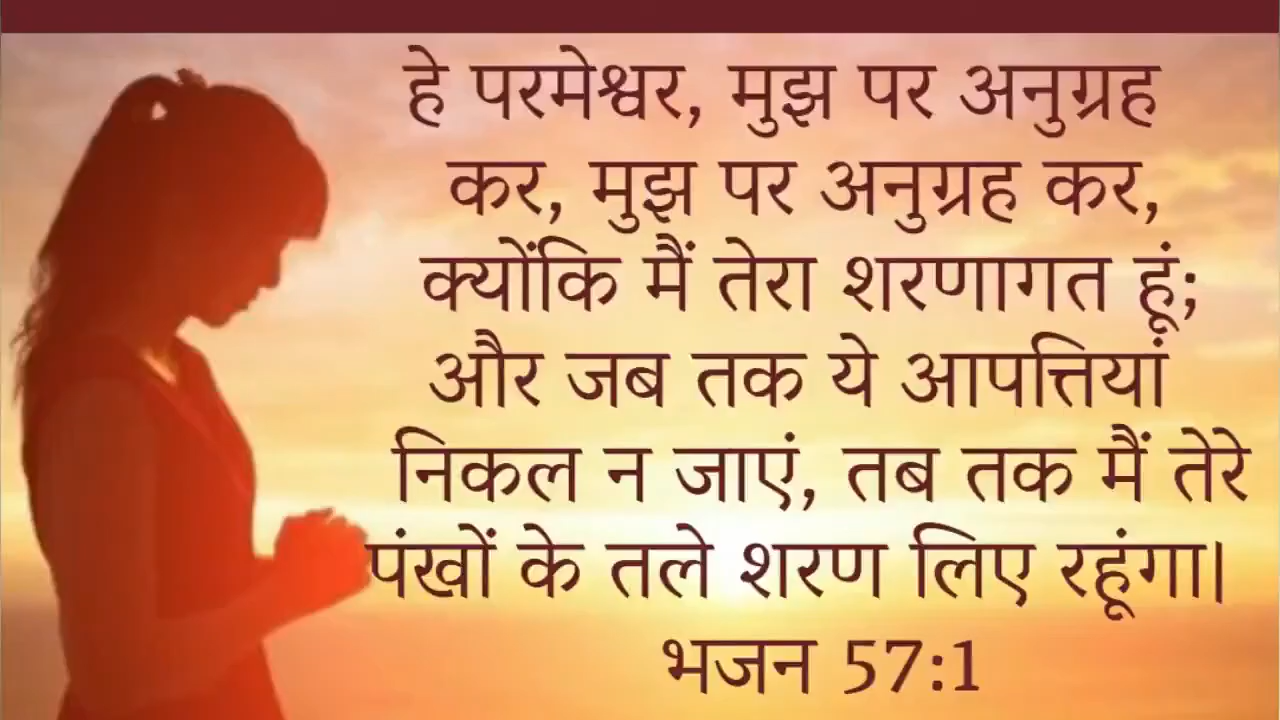 हे परमेश्वर, मुझ पर अनुग्रह
कर, मुझ पर अनुग्रह कर,
क्योंकि मैं तेरा शरणागत हूं;
और जब तक ये आपत्तियां
निकल न जाएं, तब तक मैं तेरे
पंखों के तले शरण लिए रहूंगा।
भजन 57:1